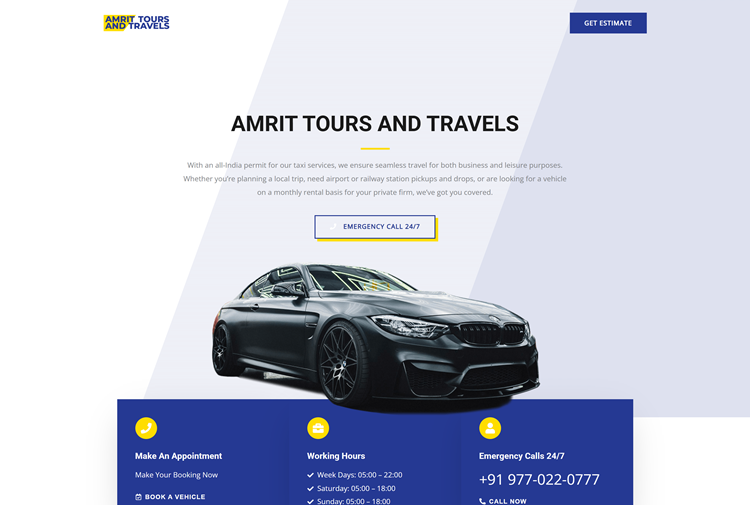 AMRIT TOURS
AND TRAVELS
GET ESTIMATE
AMRIT TOURS AND TRAVELS
With an all-India permit for our taxi services, we ensure seamless travel for both business and leisure purposes.
Whether you're planning a local trip, need airport or railway station pickups and drops, or are looking for a vehicle
on a monthly rental basis for your private firm, we've got you covered.
EMERGENCY CALL 24/7
Make An Appointment
Make Your Booking Now
BOOK A VEHICLE
Working Hours
Week Days: 05:00 – 22:00
Saturday: 05:00 – 18:00
Sunday: 05:00 – 18:00
Emergency Calls 24/7
+91 977-022-0777
CALL NOW